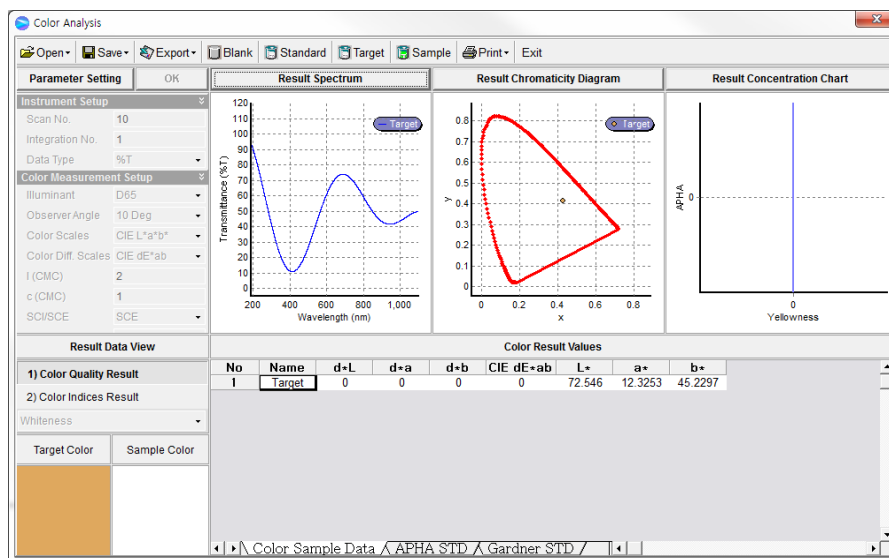 Color Analysis
Open Save Export Blank Standard Target Sample Print Exit
Parameter Setting OK Result Spectrum Result Chromaticity Diagram Result Concentration Chart
Instrument Setup
Scan No. 10
Integration No. 1
Data Type %T
Color Measurement Setup
Illuminant D65
Observer Angle 10 Deg
Color Scales CIE L*a*b*
Color Diff. Scales CIE dE*ab
l (CMC) 2
c (CMC) 1
SCI/SCE SCE
Target
Transmittance (%T)
120
110
100
90
80
70
60
50
40
30
20
10
0
200 400 600 800 1,000
Wavelength (nm)
Target
y
0.8
0.7
0.6
0.5
0.4
0.3
0.2
0.1
0
0 0.2 0.4 0.6 0.8
x
APHA
0
0
Yellowness
Result Data View
1) Color Quality Result
2) Color Indices Result
Whiteness
Target Color Sample Color
Color Result Values
No Name d*L d*a d*b CIE dE*ab L* a* b*
1 Target 0 0 0 0 72.546 12.3253 45.2297
Color Sample Data APHA STD Gardner STD